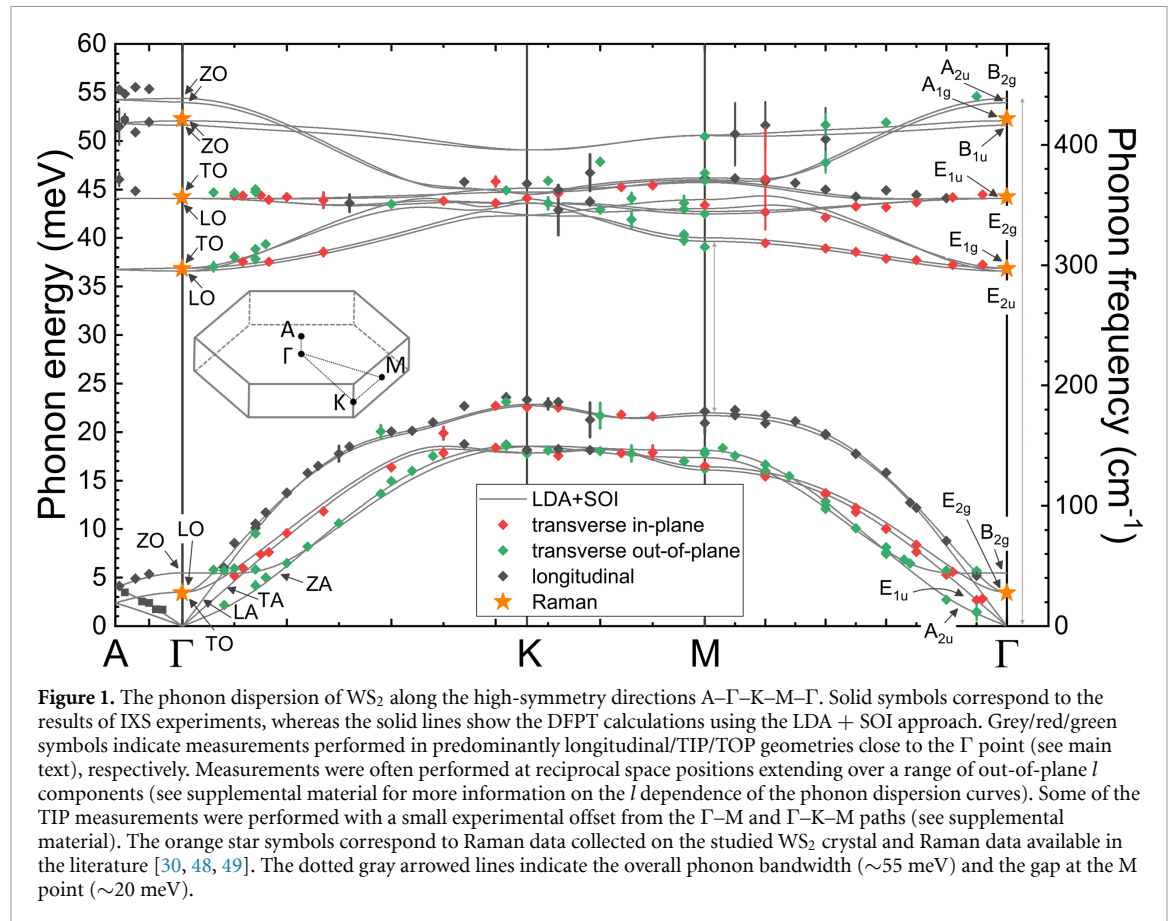 60
55
50
45
40
35
30
25
20
15
10
5
0
Phonon energy (meV)
400
300
200
100
0
Phonon frequency (cm⁻¹)
ZO
ZO
TO
LO
TO
LO
A₂ᵤ
B₂g
A₁g
B₁ᵤ
E₁ᵤ
E₂g
E₁g
E₂ᵤ
A
Γ
M
K
ZO
LO
ZA
TA
LA
TO
E₂g
B₂g
E₂g
E₁ᵤ
A₂ᵤ
LDA+SOI
transverse in-plane
transverse out-of-plane
longitudinal
Raman
A Γ K M Γ
Figure 1. The phonon dispersion of WS₂ along the high-symmetry directions A–Γ–K–M–Γ. Solid symbols correspond to the
results of IXS experiments, whereas the solid lines show the DFPT calculations using the LDA + SOI approach. Grey/red/green
symbols indicate measurements performed in predominantly longitudinal/TIP/TOP geometries close to the Γ point (see main
text), respectively. Measurements were often performed at reciprocal space positions extending over a range of out-of-plane l
components (see supplemental material for more information on the l dependence of the phonon dispersion curves). Some of the
TIP measurements were performed with a small experimental offset from the Γ–M and Γ–K–M paths (see supplemental
material). The orange star symbols correspond to Raman data collected on the studied WS₂ crystal and Raman data available in
the literature [30, 48, 49]. The dotted gray arrowed lines indicate the overall phonon bandwidth (∼55 meV) and the gap at the M
point (∼20 meV).